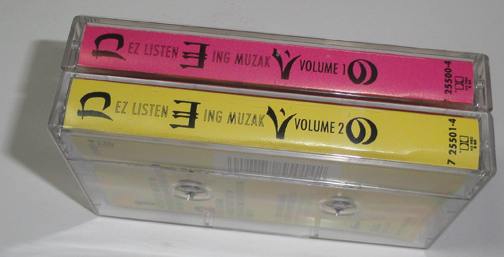 D EZ LISTEN E ING MUZAK V VOLUME 1 O 7 25500-4
D EZ LISTEN E ING MUZAK V VOLUME 2 O 7 25501-4